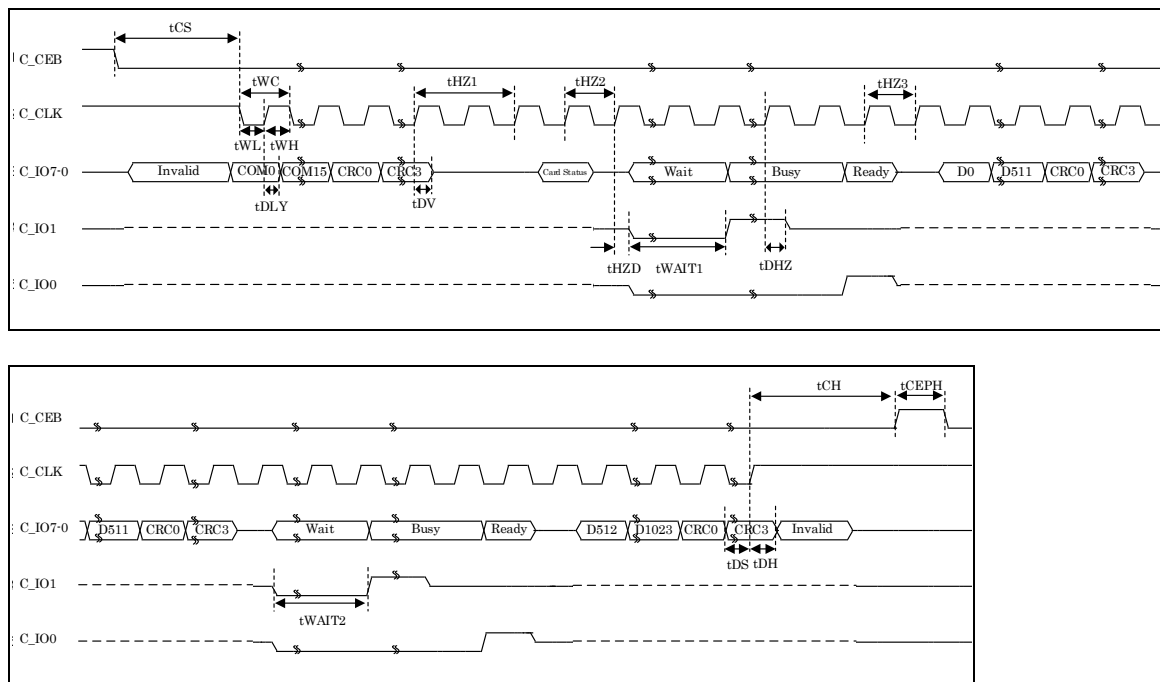 tCS
C_CEB
tWC tHZ1 tHZ2 tHZ3
C_CLK
tWL tWH
C_IO7-0 Invalid COM0 COM15 CRC0 CRC3 Card Status Wait Busy Ready D0 D511 CRC0 CRC3
tDLY tDV
C_IO1
tHZD tWAIT1 tDHZ
C_IO0
tCH tCEPH
C_CEB
C_CLK
C_IO7-0 D511 CRC0 CRC3 Wait Busy Ready D512 D1023 CRC0 CRC3 Invalid
tDS tDH
C_IO1
tWAIT2
C_IO0